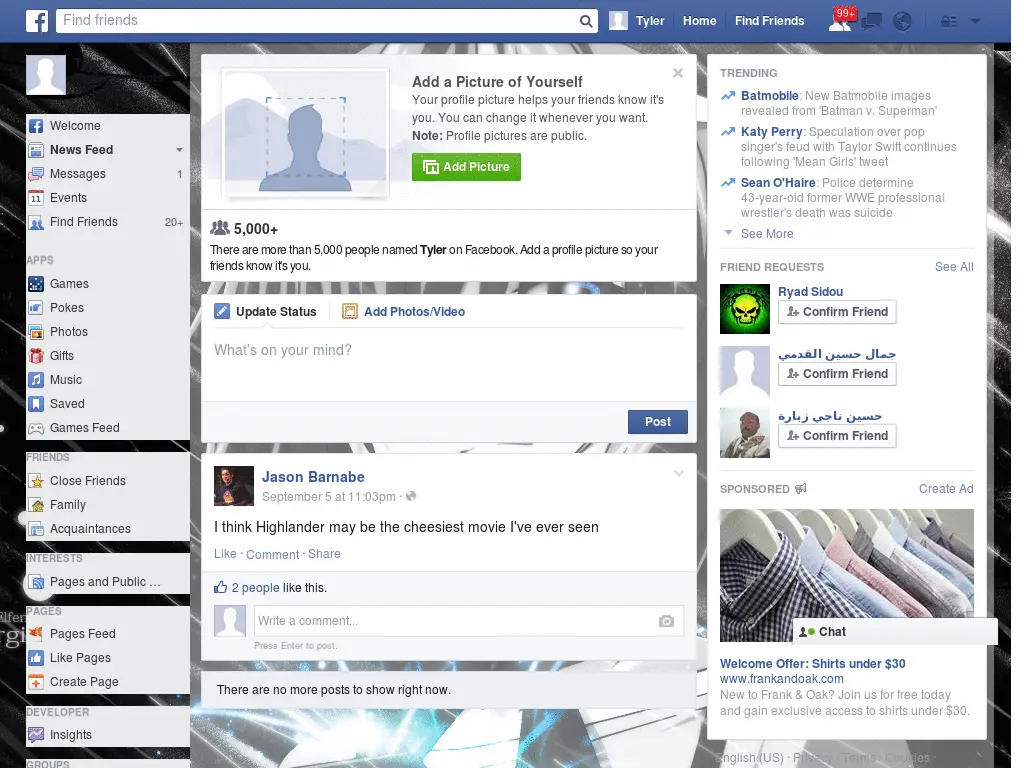 Find friends
Tyler
Home
Find Friends
99+
Welcome
News Feed
Messages 1
Events
Find Friends 20+
APPS
Games
Pokes
Photos
Gifts
Music
Saved
Games Feed
FRIENDS
Close Friends
Family
Acquaintances
INTERESTS
Pages and Public ...
PAGES
Pages Feed
Like Pages
Create Page
DEVELOPER
Insights
GROUPS
Add a Picture of Yourself
Your profile picture helps your friends know it's
you. You can change it whenever you want.
Note: Profile pictures are public.
Add Picture
5,000+
There are more than 5,000 people named Tyler on Facebook. Add a profile picture so your
friends know it's you.
Update Status
Add Photos/Video
What's on your mind?
Post
Jason Barnabe
September 5 at 11:03pm ·
I think Highlander may be the cheesiest movie I've ever seen
Like · Comment · Share
2 people like this.
Write a comment...
Press Enter to post.
There are no more posts to show right now.
TRENDING
Batmobile: New Batmobile images
revealed from 'Batman v. Superman'
Katy Perry: Speculation over pop
singer's feud with Taylor Swift continues
following 'Mean Girls' tweet
Sean O'Haire: Police determine
43-year-old former WWE professional
wrestler's death was suicide
See More
FRIEND REQUESTS See All
Ryad Sidou
Confirm Friend
جمال حسين القدمي
Confirm Friend
حسين ناجي زبارة
Confirm Friend
SPONSORED Create Ad
Chat
Welcome Offer: Shirts under $30
www.frankandoak.com
New to Frank & Oak? Join us for free today
and gain exclusive access to shirts under $30.
English (US) · Privacy · Terms · Cookies ·